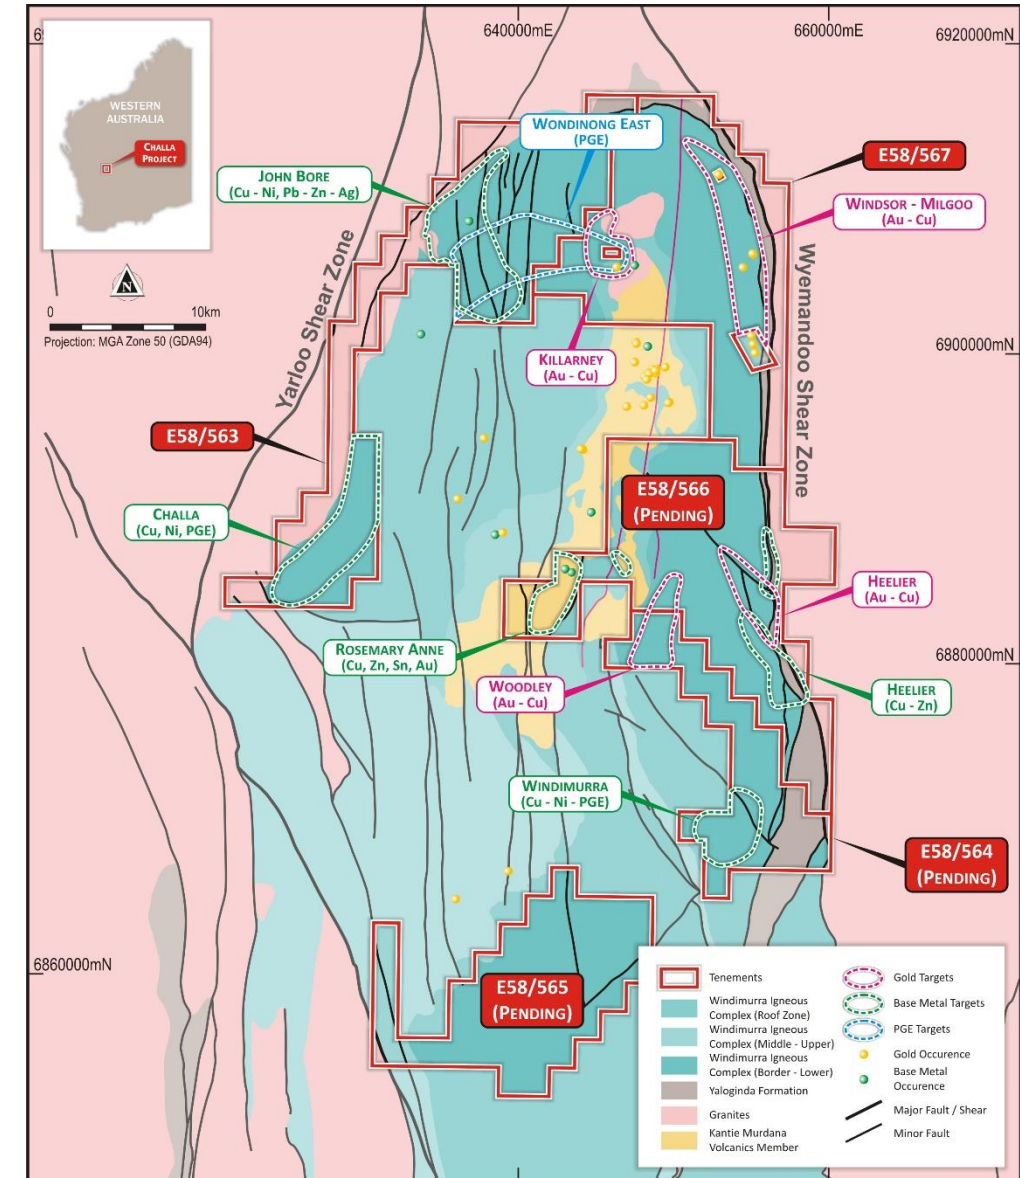 640000mE
660000mE
6920000mN
WESTERN
AUSTRALIA
CHALLA
PROJECT
N
0
10km
Projection: MGA Zone 50 (GDA94)
WONDINONG EAST
(PGE)
E58/567
JOHN BORE
(Cu - Ni, Pb - Zn - Ag)
WINDSOR - MILGOO
(Au - Cu)
Yarloo Shear Zone
Wyemandoo Shear Zone
KILLARNEY
(Au - Cu)
6900000mN
E58/563
E58/566
(PENDING)
CHALLA
(Cu, Ni, PGE)
HEELIER
(Au - Cu)
ROSEMARY ANNE
(Cu, Zn, Sn, Au)
6880000mN
WOODLEY
(Au - Cu)
HEELIER
(Cu - Zn)
WINDIMURRA
(Cu - Ni - PGE)
E58/564
(PENDING)
6860000mN
E58/565
(PENDING)
Tenements
Windimurra Igneous
Complex (Roof Zone)
Windimurra Igneous
Complex (Middle - Upper)
Windimurra Igneous
Complex (Border - Lower)
Yaloginda Formation
Granites
Kantie Murdana
Volcanics Member
Gold Targets
Base Metal Targets
PGE Targets
Gold Occurence
Base Metal
Occurence
Major Fault / Shear
Minor Fault